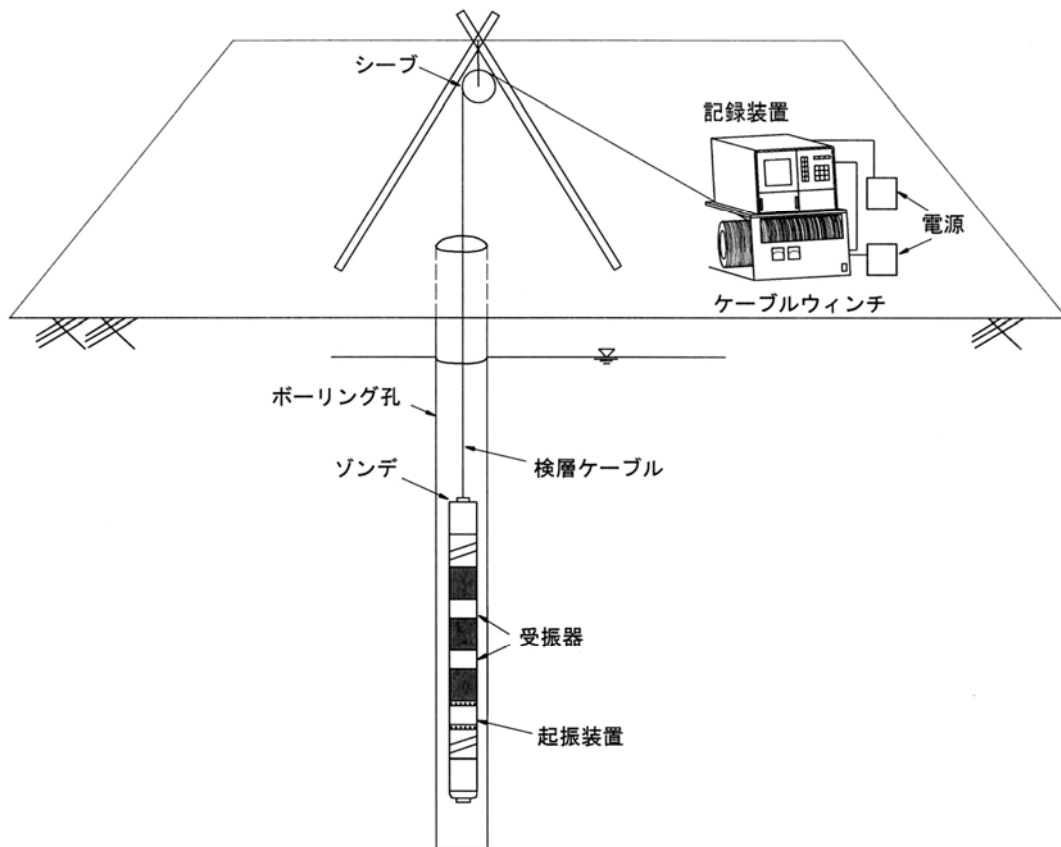 シーブ
記録装置
電源
ケーブルウィンチ
ボーリング孔
検層ケーブル
ゾンデ
受振器
起振装置